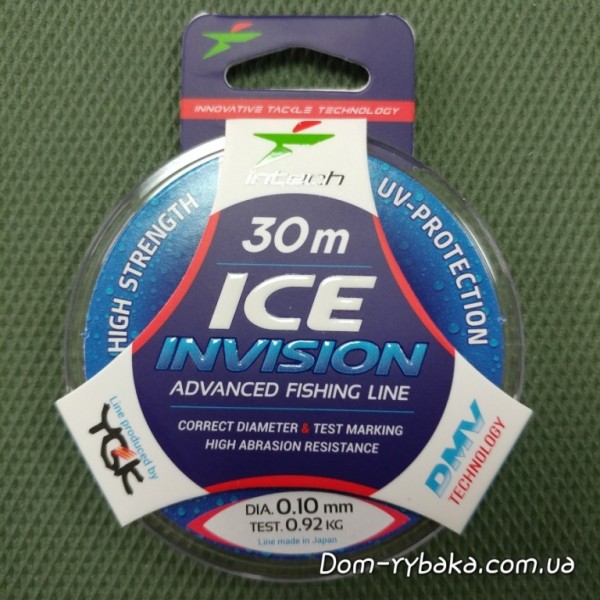 INNOVATIVE TACKLE TECHNOLOGY
intech
HIGH STRENGTH
UV-PROTECTION
30m
ICE
INVISION
ADVANCED FISHING LINE
CORRECT DIAMETER & TEST MARKING
HIGH ABRASION RESISTANCE
Line produced by
YGK
DMV
TECHNOLOGY
DIA. 0.10 mm
TEST. 0.92 KG
Line made in Japan
Dom-rybaka.com.ua